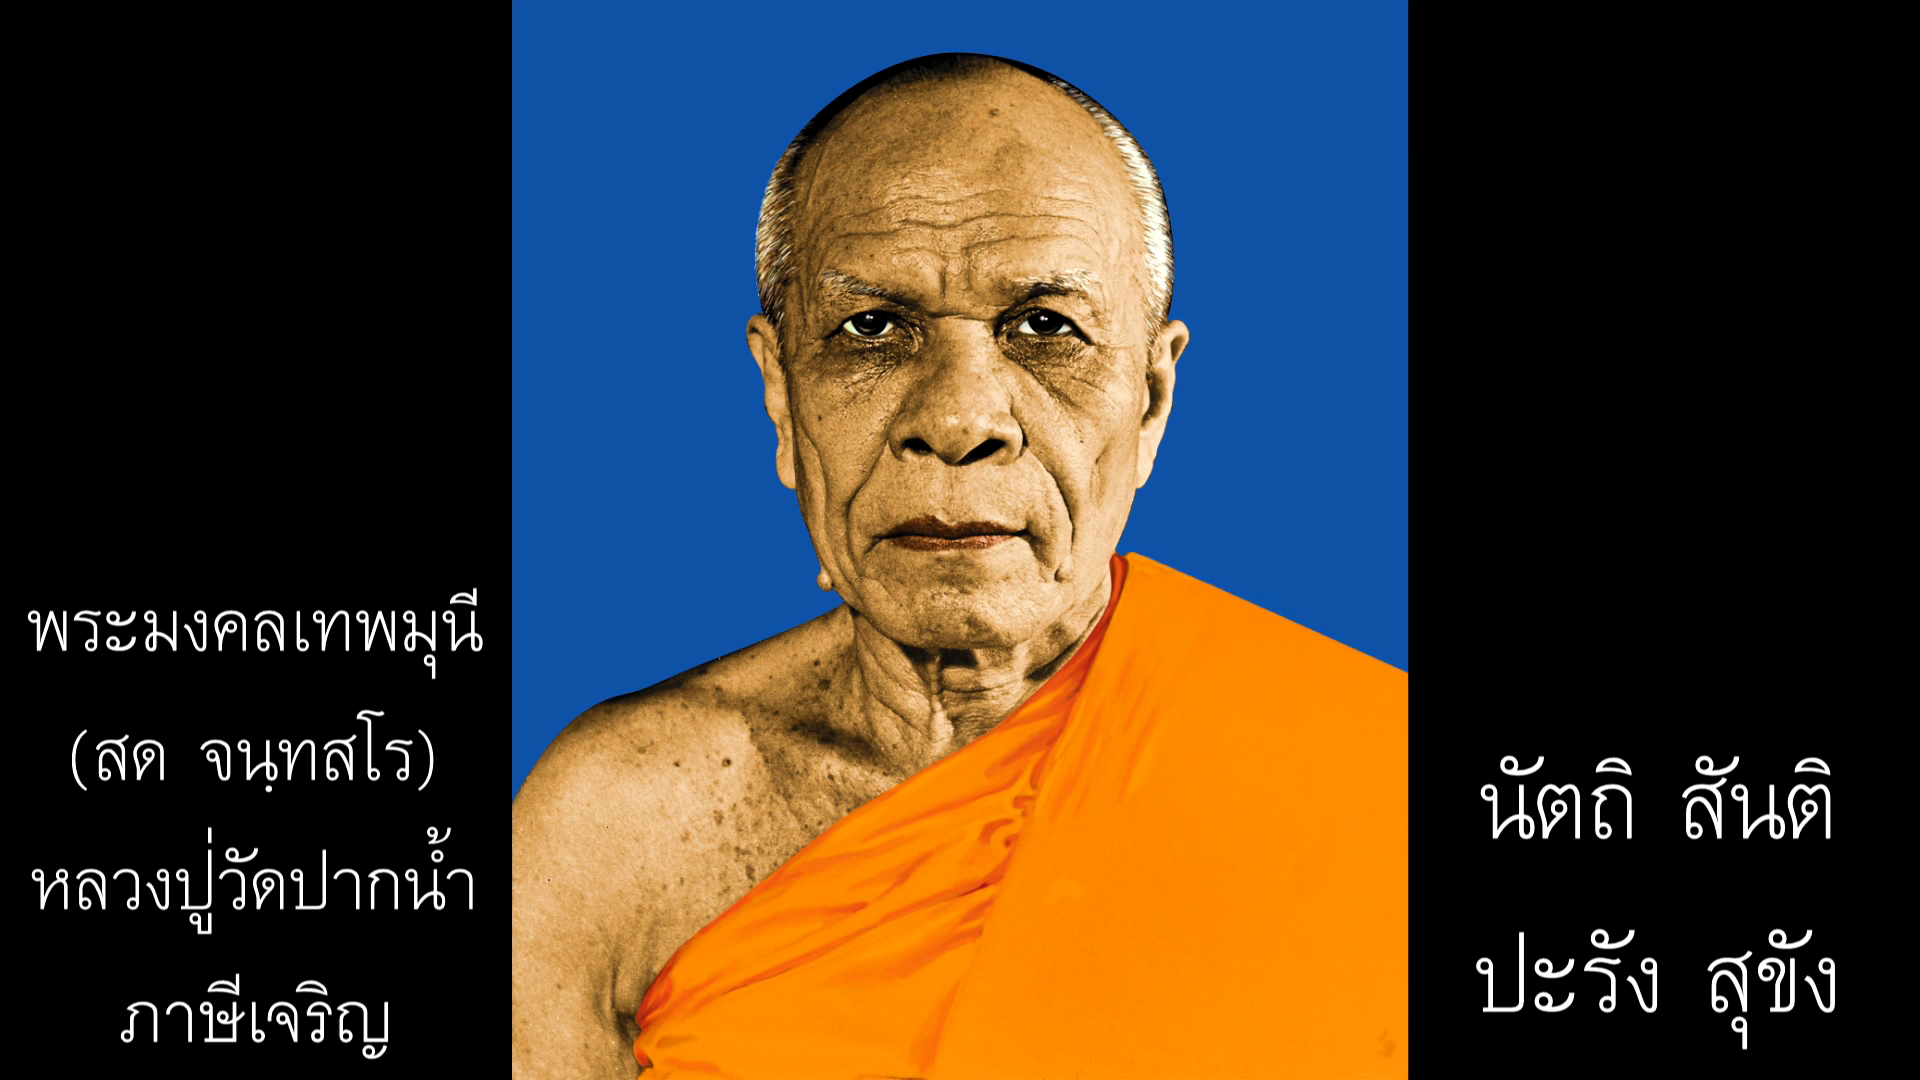 พระมงคลเทพมุนี
(สด จนฺทสโร)
หลวงปู่วัดปากน้ำ
ภาษีเจริญ
นัตถิ สันติ
ปะรัง สุขัง